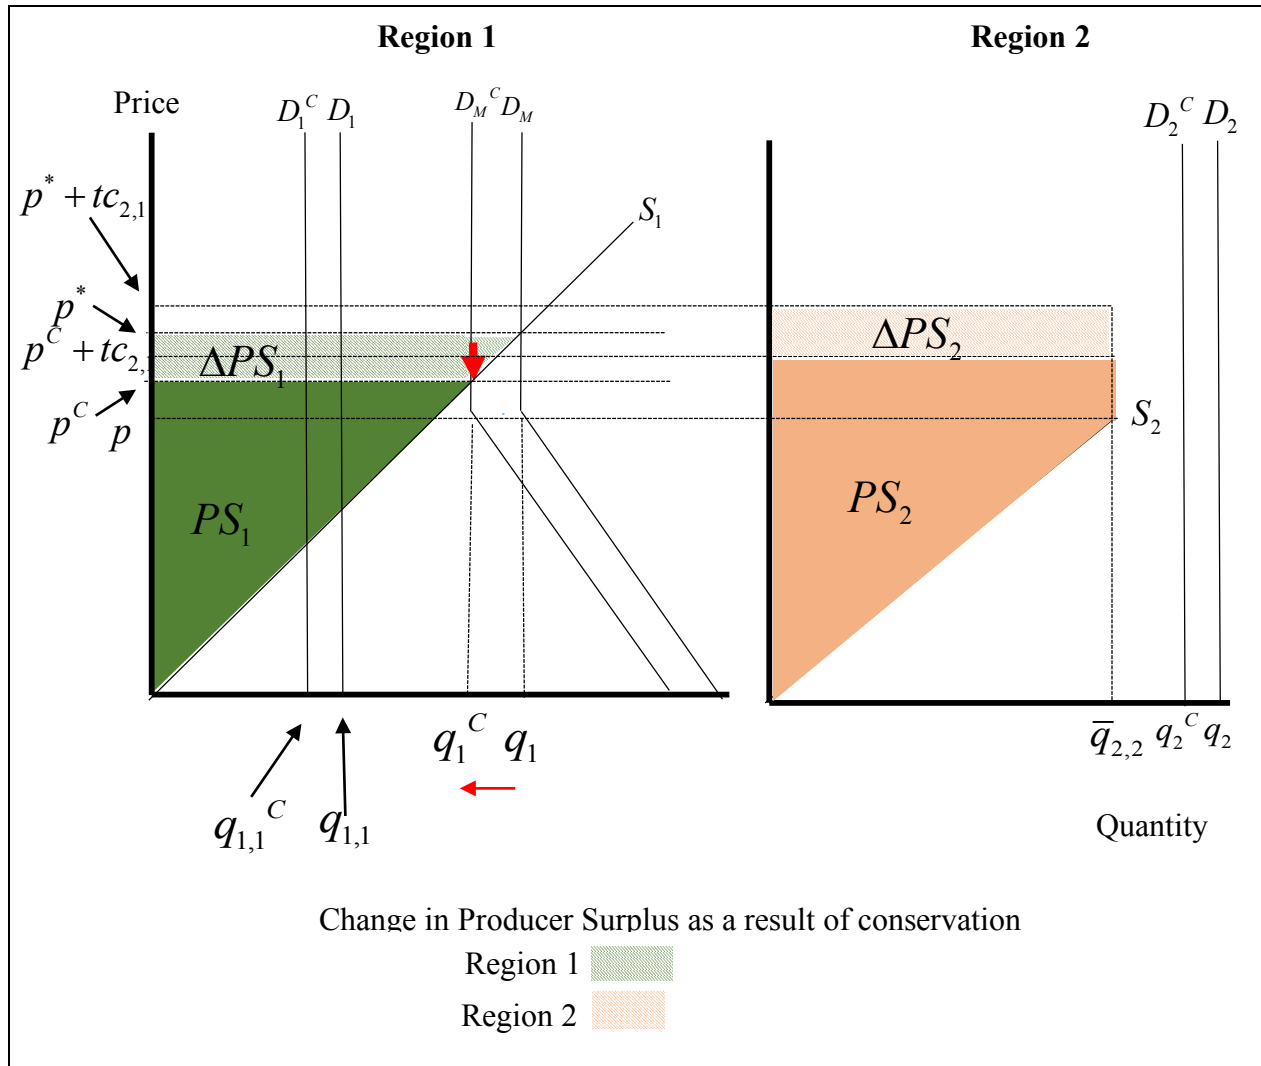 Region 1
Region 2
Price
D₁ᶜ D₁
D_Mᶜ D_M
D₂ᶜ D₂
p* + tc₂,₁
S₁
p*
pᶜ + tc₂,
ΔPS₁
ΔPS₂
pᶜ p
S₂
PS₁
PS₂
q₁ᶜ q₁
q̅₂,₂ q₂ᶜ q₂
q₁,₁ᶜ q₁,₁
Quantity
Change in Producer Surplus as a result of conservation
Region 1
Region 2